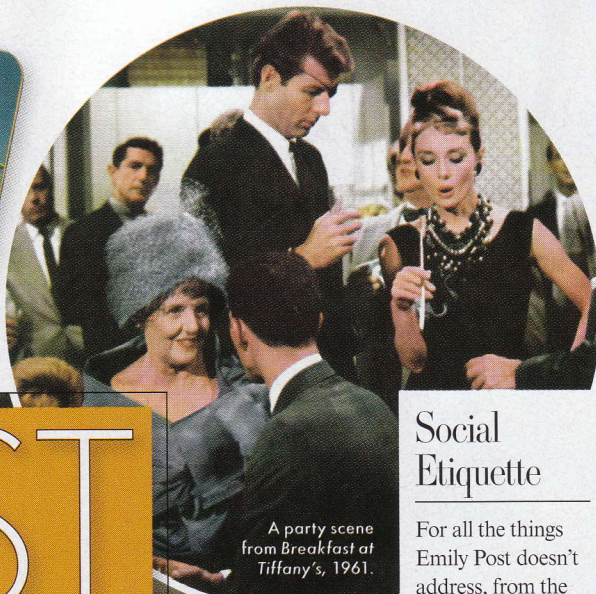 A party scene
from Breakfast at
Tiffany's, 1961.
ST
Social
Etiquette
For all the things
Emily Post doesn't
address, from the